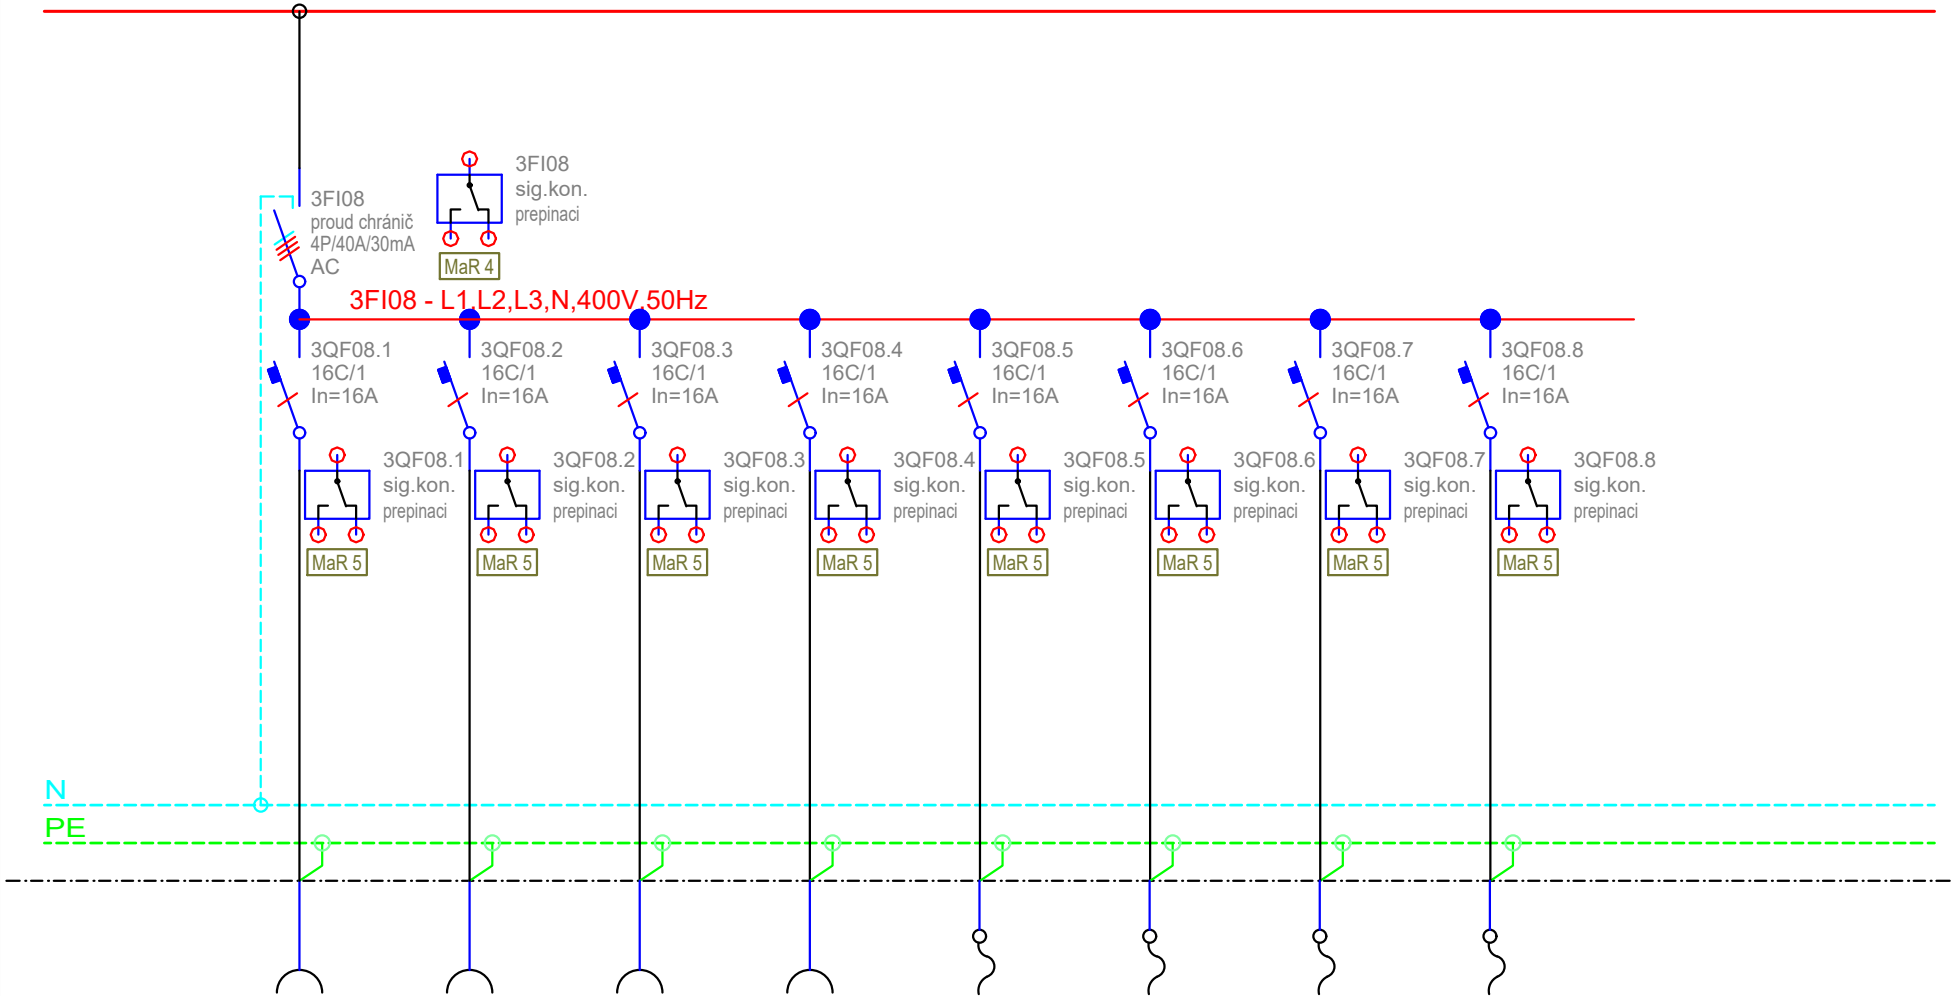 3FI08
proud chránič
4P/40A/30mA
AC
3FI08
sig.kon.
prepinaci
MaR 4
3FI08 - L1,L2,L3,N,400V,50Hz
3QF08.1
16C/1
In=16A
3QF08.2
16C/1
In=16A
3QF08.3
16C/1
In=16A
3QF08.4
16C/1
In=16A
3QF08.5
16C/1
In=16A
3QF08.6
16C/1
In=16A
3QF08.7
16C/1
In=16A
3QF08.8
16C/1
In=16A
3QF08.1
sig.kon.
prepinaci
MaR 5
3QF08.2
sig.kon.
prepinaci
MaR 5
3QF08.3
sig.kon.
prepinaci
MaR 5
3QF08.4
sig.kon.
prepinaci
MaR 5
3QF08.5
sig.kon.
prepinaci
MaR 5
3QF08.6
sig.kon.
prepinaci
MaR 5
3QF08.7
sig.kon.
prepinaci
MaR 5
3QF08.8
sig.kon.
prepinaci
MaR 5
N
PE